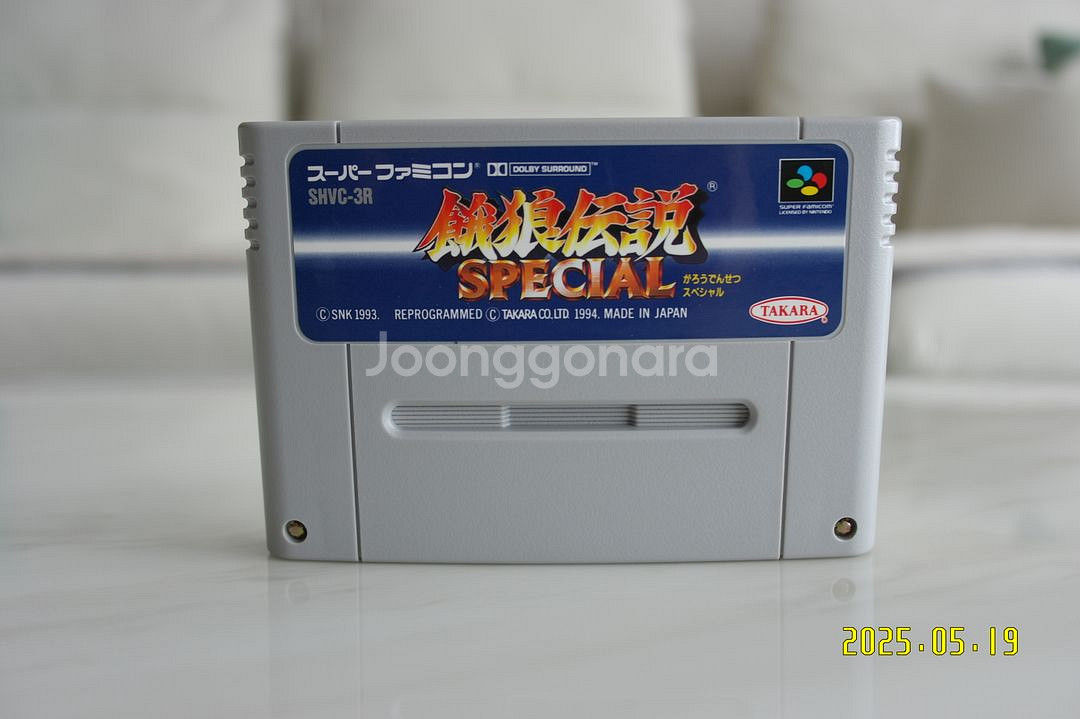 スーパーファミコン® DOLBY SURROUND™
SHVC-3R
SUPER FAMICOM
LICENSED BY NINTENDO
餓狼伝説®
SPECIAL
がろうでんせつ
スペシャル
TAKARA®
Ⓒ SNK 1993. REPROGRAMMED Ⓒ TAKARA CO.,LTD. 1994. MADE IN JAPAN
Joonggonara
2025.05.19